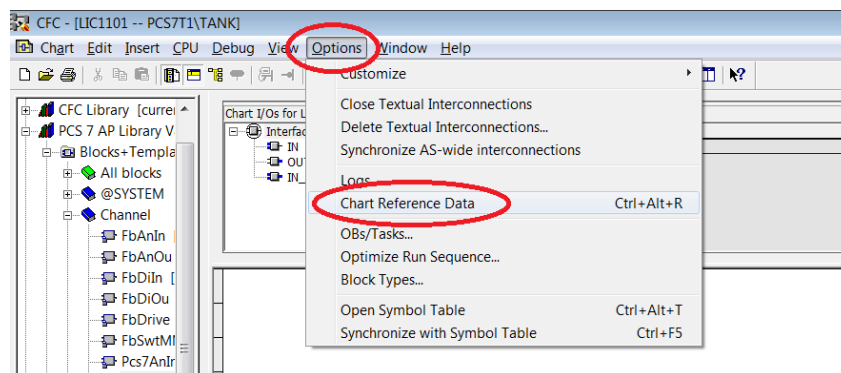 CFC - [LIC1101 -- PCS7T1\TANK]
Chart Edit Insert CPU Debug View Options Window Help
Customize
Close Textual Interconnections
Delete Textual Interconnections...
Synchronize AS-wide interconnections
Logs
Chart Reference Data Ctrl+Alt+R
OBs/Tasks...
Optimize Run Sequence...
Block Types...
Open Symbol Table Ctrl+Alt+T
Synchronize with Symbol Table Ctrl+F5
CFC Library [currer
PCS 7 AP Library V
Blocks+Templa
All blocks
@SYSTEM
Channel
FbAnIn
FbAnOu
FbDiIn [
FbDiOu
FbDrive
FbSwtMI
Pcs7AnIr
Chart I/Os for L
Interfac
IN
OU
IN_